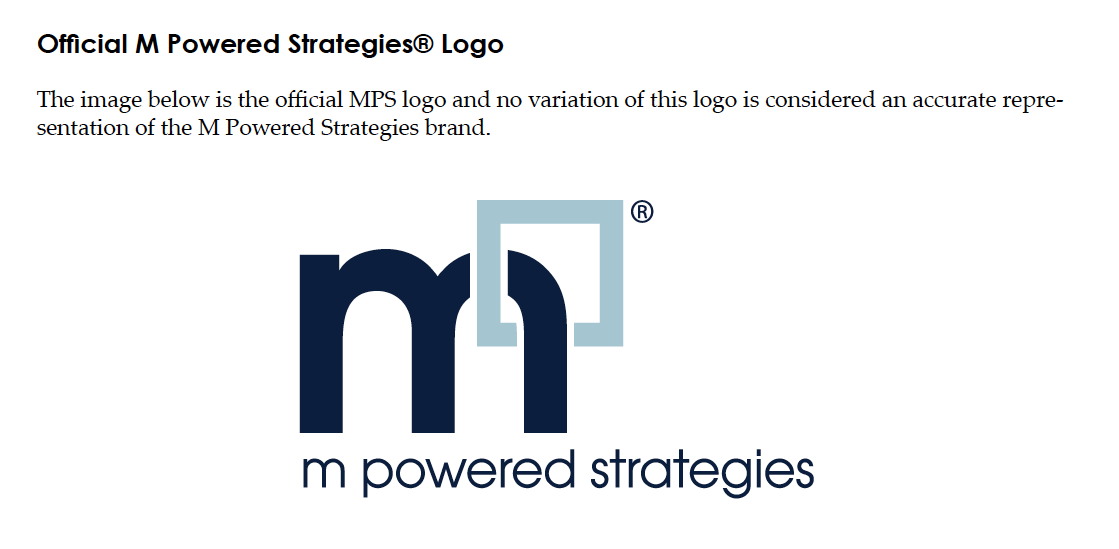 Official M Powered Strategies® Logo
The image below is the official MPS logo and no variation of this logo is considered an accurate repre-
sentation of the M Powered Strategies brand.
m ®
m powered strategies